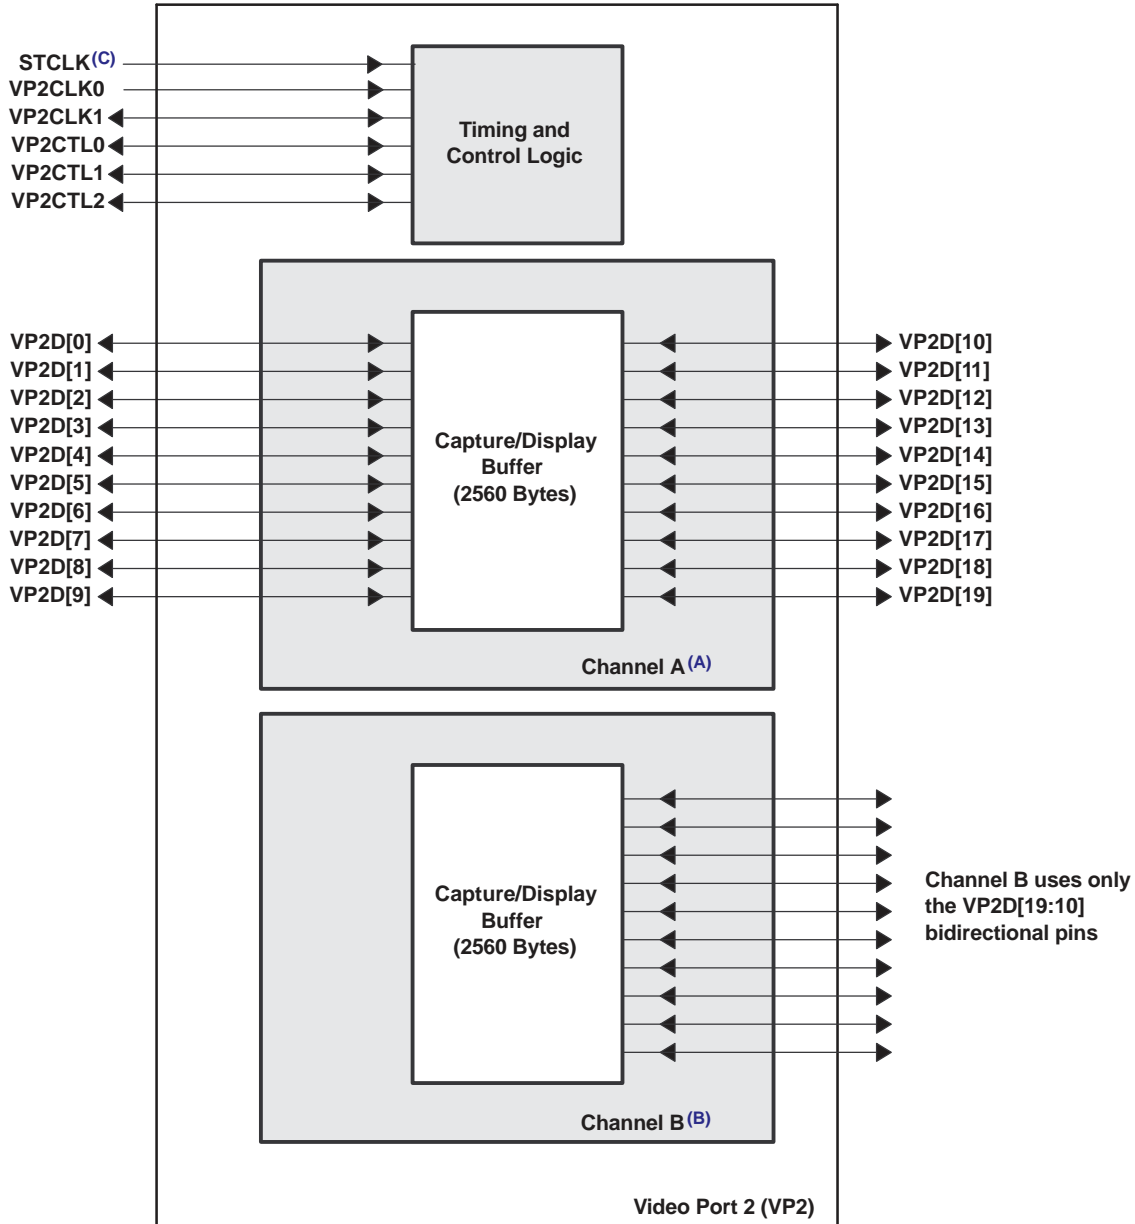 STCLK(C)
VP2CLK0
VP2CLK1
VP2CTL0
VP2CTL1
VP2CTL2
Timing and
Control Logic
VP2D[0]
VP2D[1]
VP2D[2]
VP2D[3]
VP2D[4]
VP2D[5]
VP2D[6]
VP2D[7]
VP2D[8]
VP2D[9]
Capture/Display
Buffer
(2560 Bytes)
VP2D[10]
VP2D[11]
VP2D[12]
VP2D[13]
VP2D[14]
VP2D[15]
VP2D[16]
VP2D[17]
VP2D[18]
VP2D[19]
Channel A(A)
Capture/Display
Buffer
(2560 Bytes)
Channel B uses only
the VP2D[19:10]
bidirectional pins
Channel B(B)
Video Port 2 (VP2)